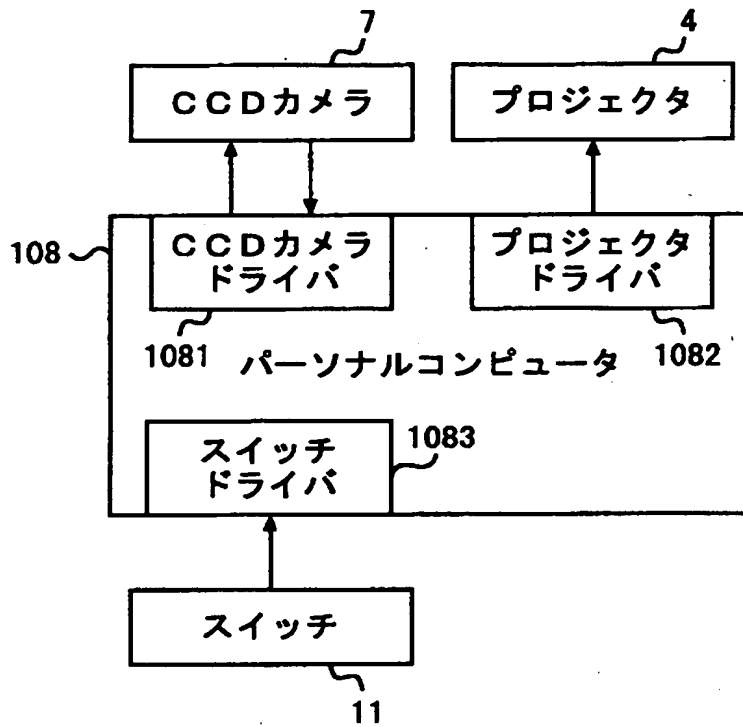 7
4
CCDカメラ
プロジェクタ
108
CCDカメラ
ドライバ
プロジェクタ
ドライバ
1081
1082
パーソナルコンピュータ
スイッチ
ドライバ
1083
スイッチ
11